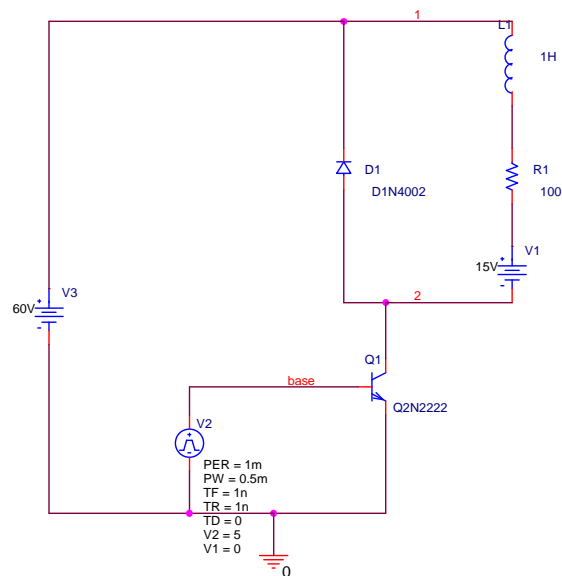 1
L1
1H
D1
D1N4002
R1
100
V1
15V
+
-
2
V3
60V
+
-
Q1
Q2N2222
base
V2
+
-
PER = 1m
PW = 0.5m
TF = 1n
TR = 1n
TD = 0
V2 = 5
V1 = 0
0